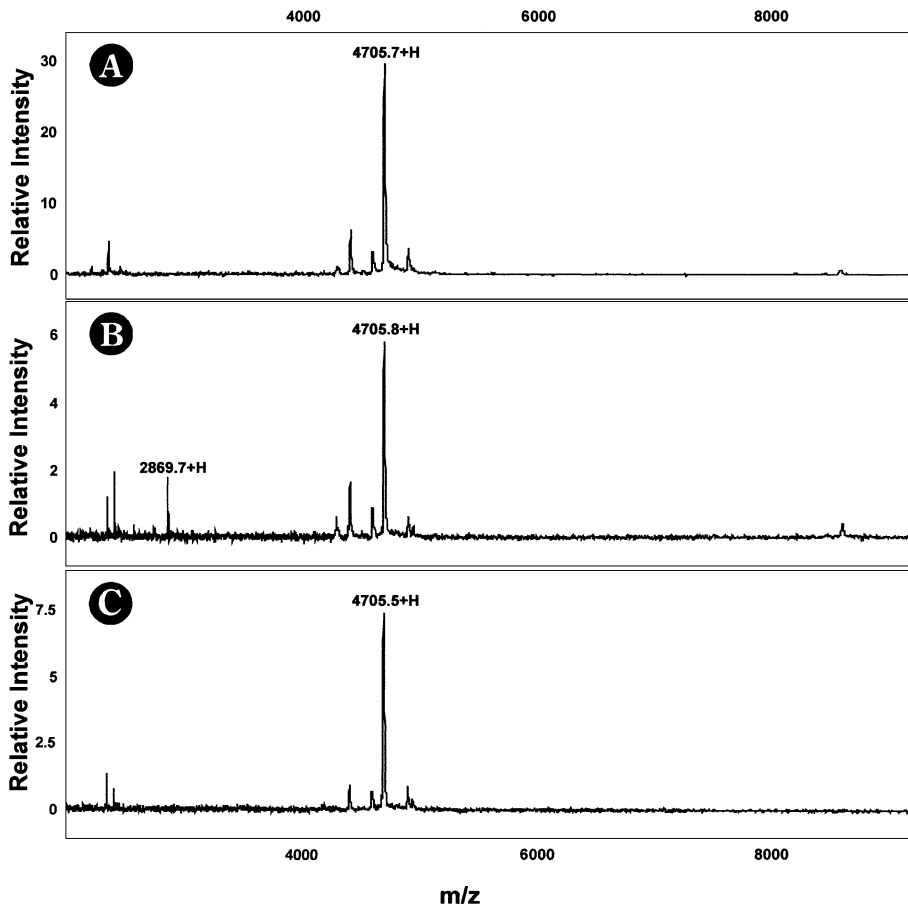 4000 6000 8000
A
4705.7+H
30
20
10
0
Relative Intensity
B
4705.8+H
2869.7+H
6
4
2
0
Relative Intensity
C
4705.5+H
7.5
5
2.5
0
Relative Intensity
4000 6000 8000
m/z